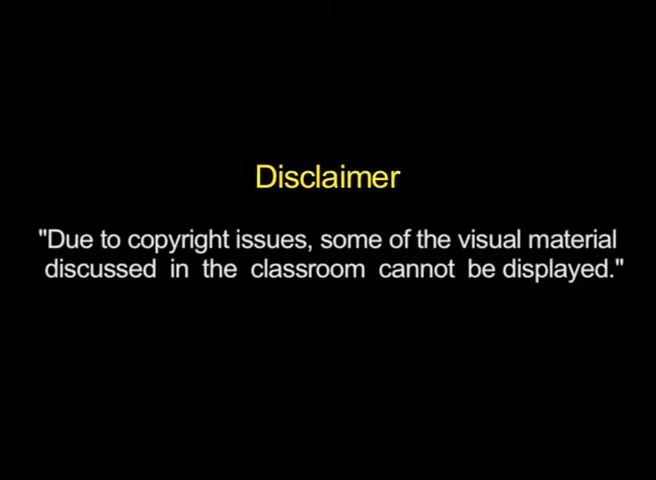 Disclaimer
"Due to copyright issues, some of the visual material
discussed in the classroom cannot be displayed."